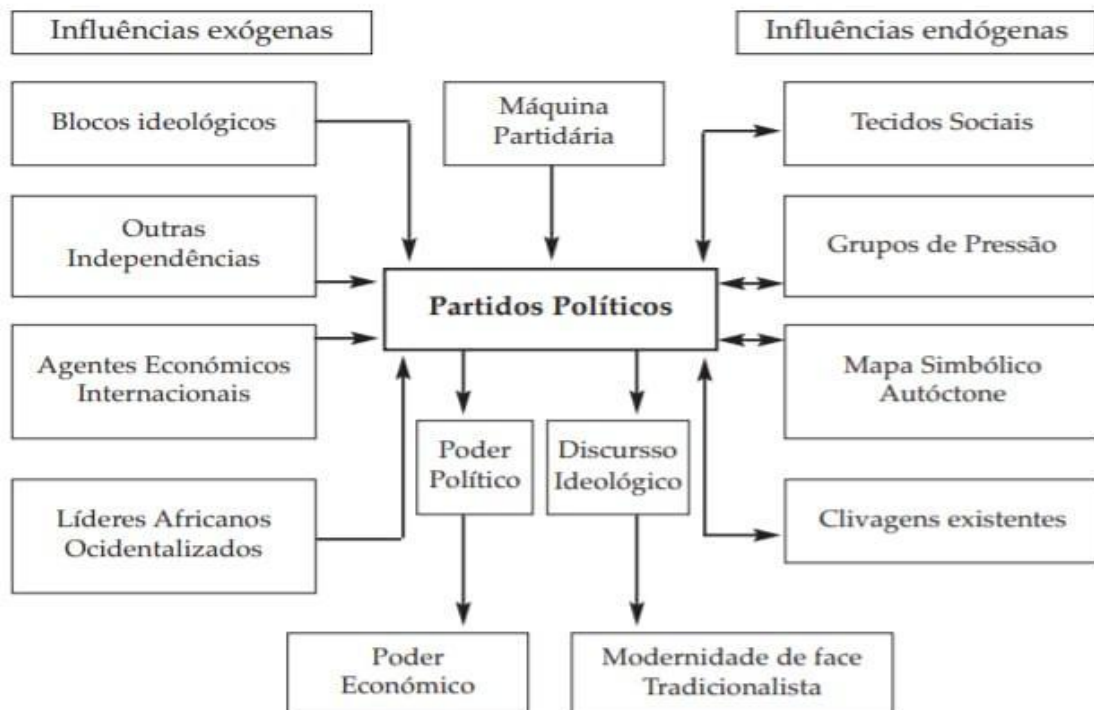 Influências exógenas
Influências endógenas
Blocos ideológicos
Máquina
Partidária
Tecidos Sociais
Outras
Independências
Grupos de Pressão
Partidos Políticos
Agentes Económicos
Internacionais
Mapa Simbólico
Autóctone
Poder
Político
Discursso
Ideológico
Líderes Africanos
Ocidentalizados
Clivagens existentes
Poder
Económico
Modernidade de face
Tradicionalista